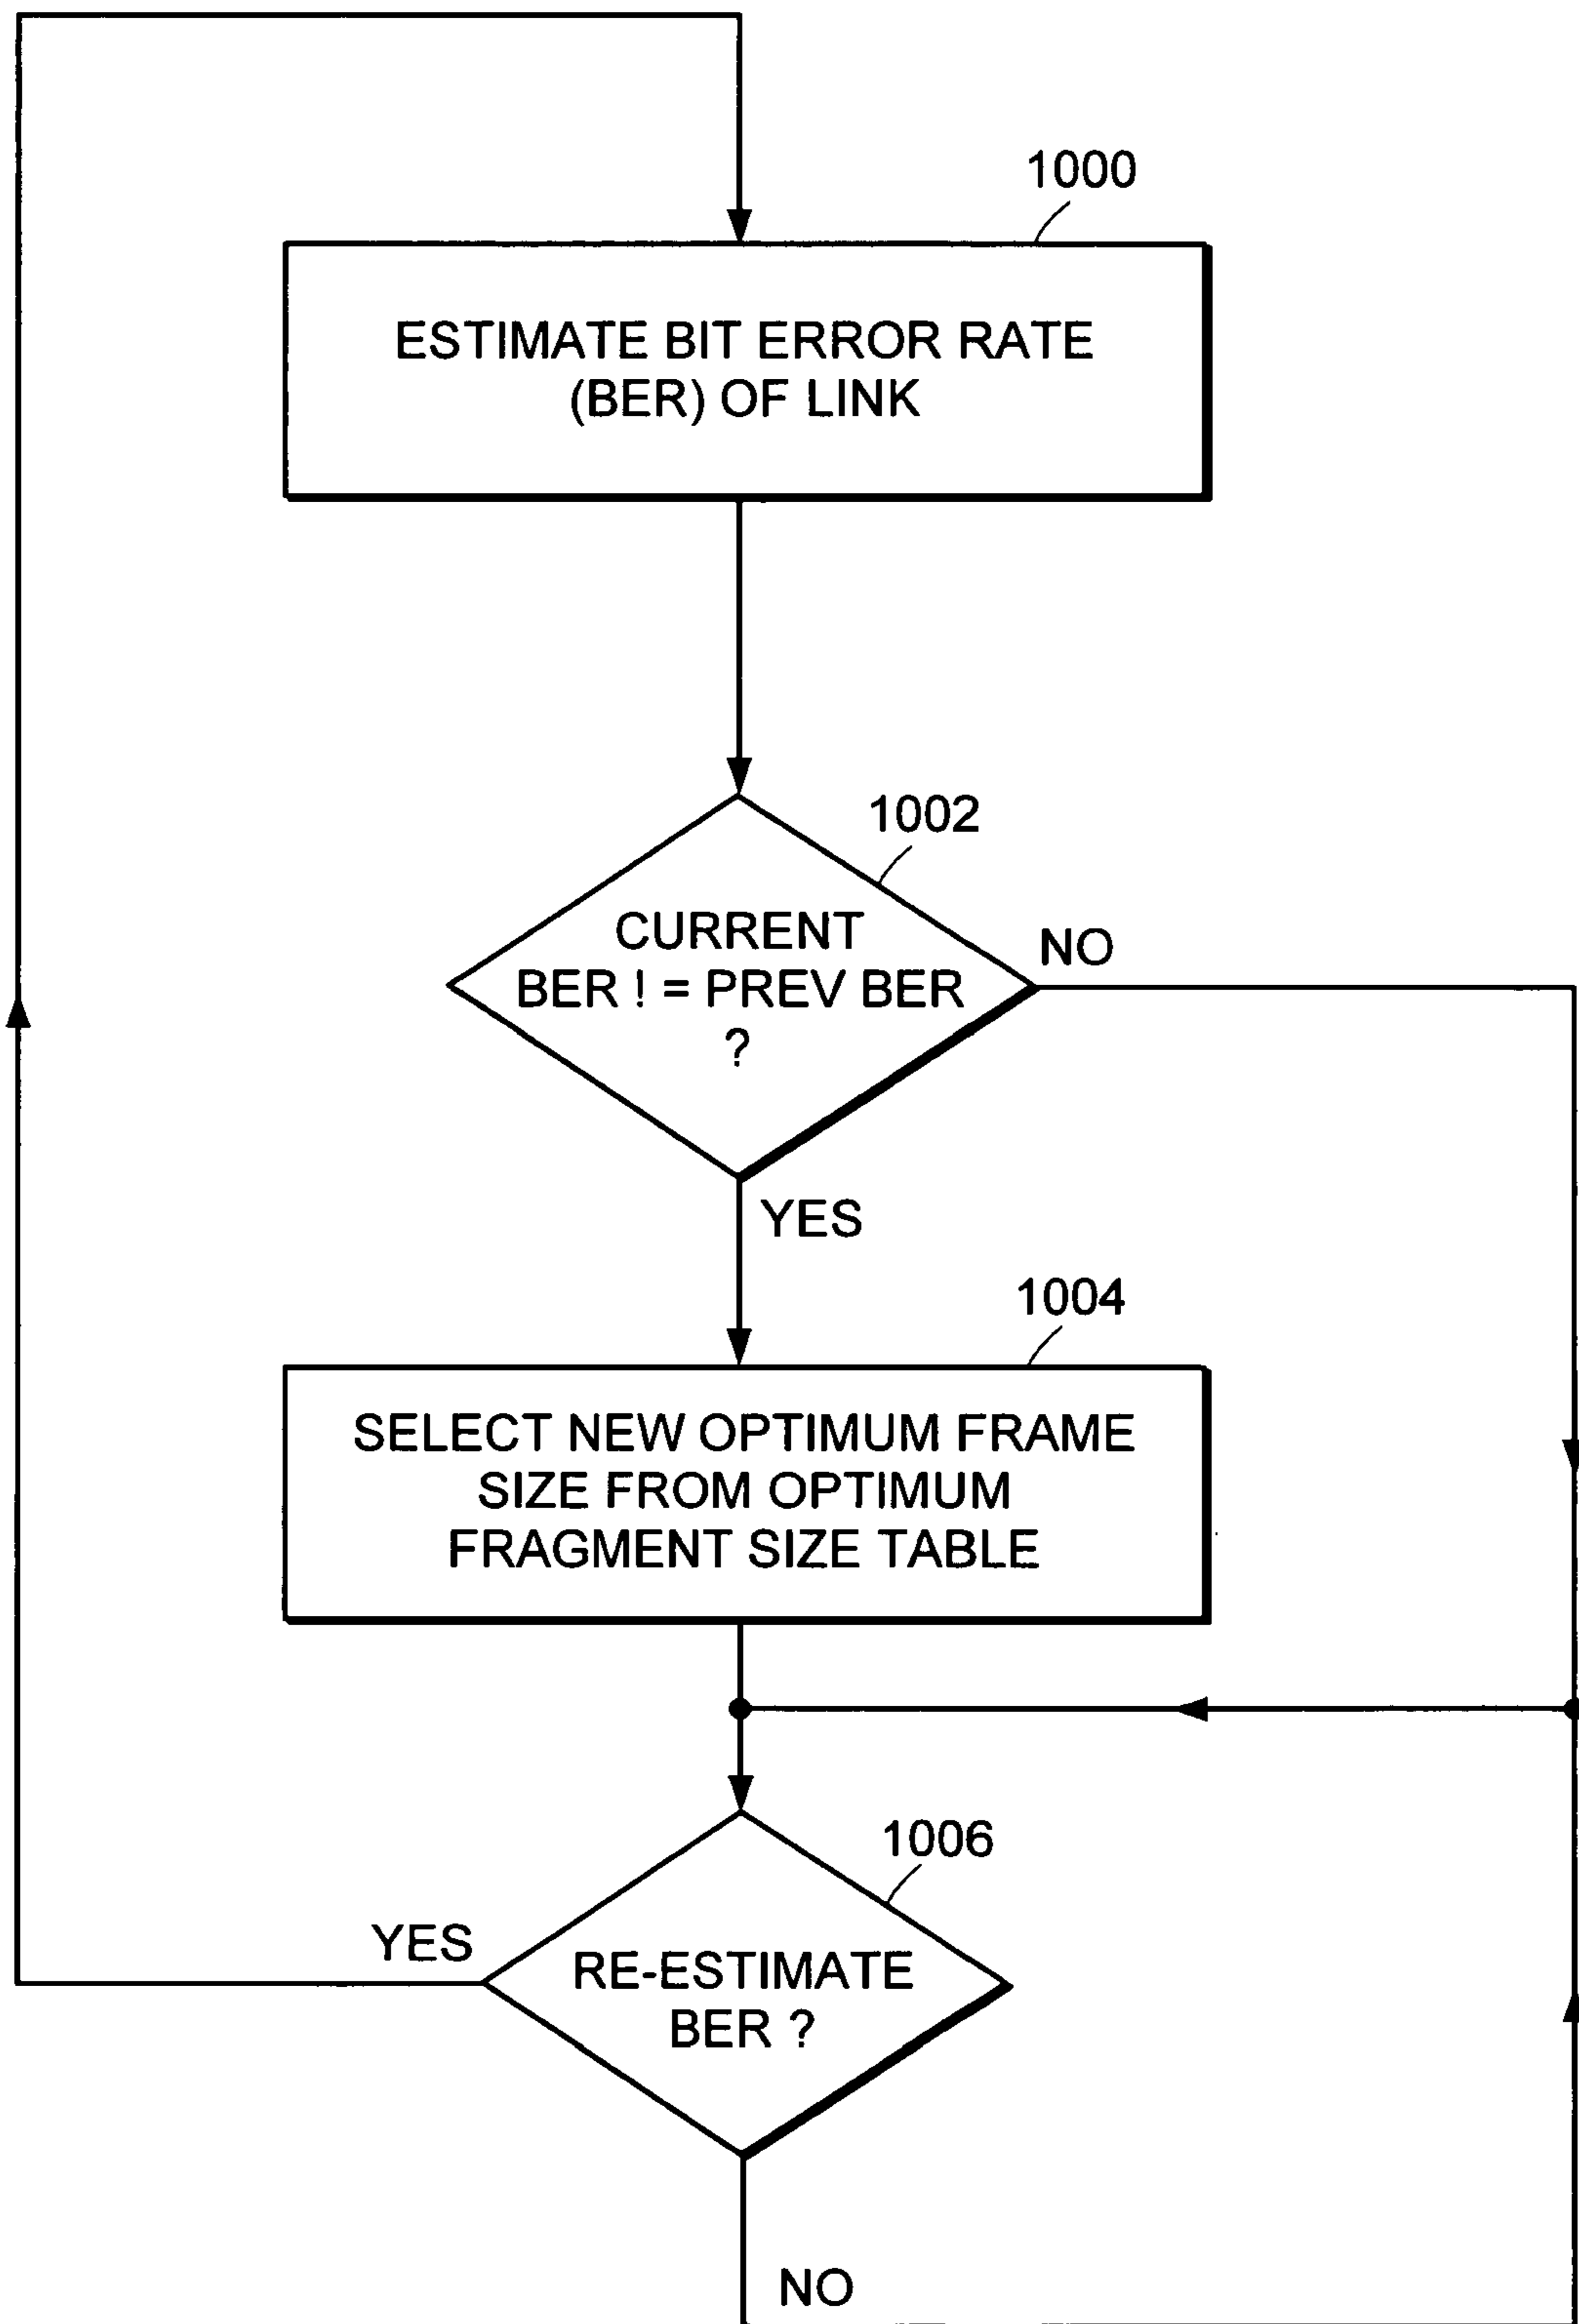 1000
ESTIMATE BIT ERROR RATE
(BER) OF LINK
1002
CURRENT
BER ! = PREV BER
?
NO
YES
1004
SELECT NEW OPTIMUM FRAME
SIZE FROM OPTIMUM
FRAGMENT SIZE TABLE
1006
YES
RE-ESTIMATE
BER ?
NO